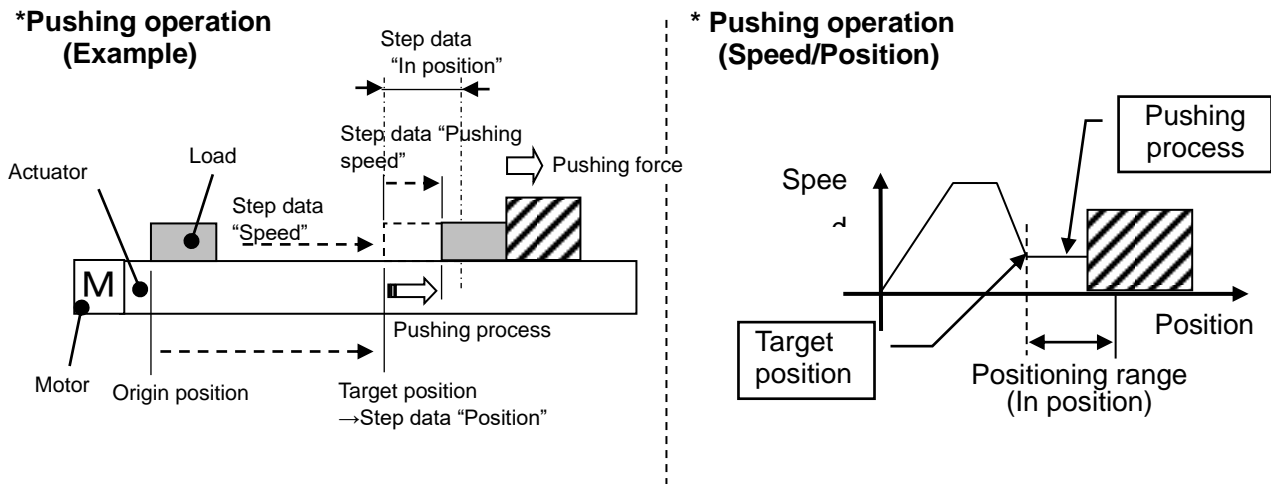 *Pushing operation
(Example)
Step data
“In position”
Step data “Pushing
speed”
Pushing force
Load
Actuator
Step data
“Speed”
M
Pushing process
Motor
Origin position
Target position
→Step data “Position”
* Pushing operation
(Speed/Position)
Pushing
process
Spee
Position
Target
position
Positioning range
(In position)